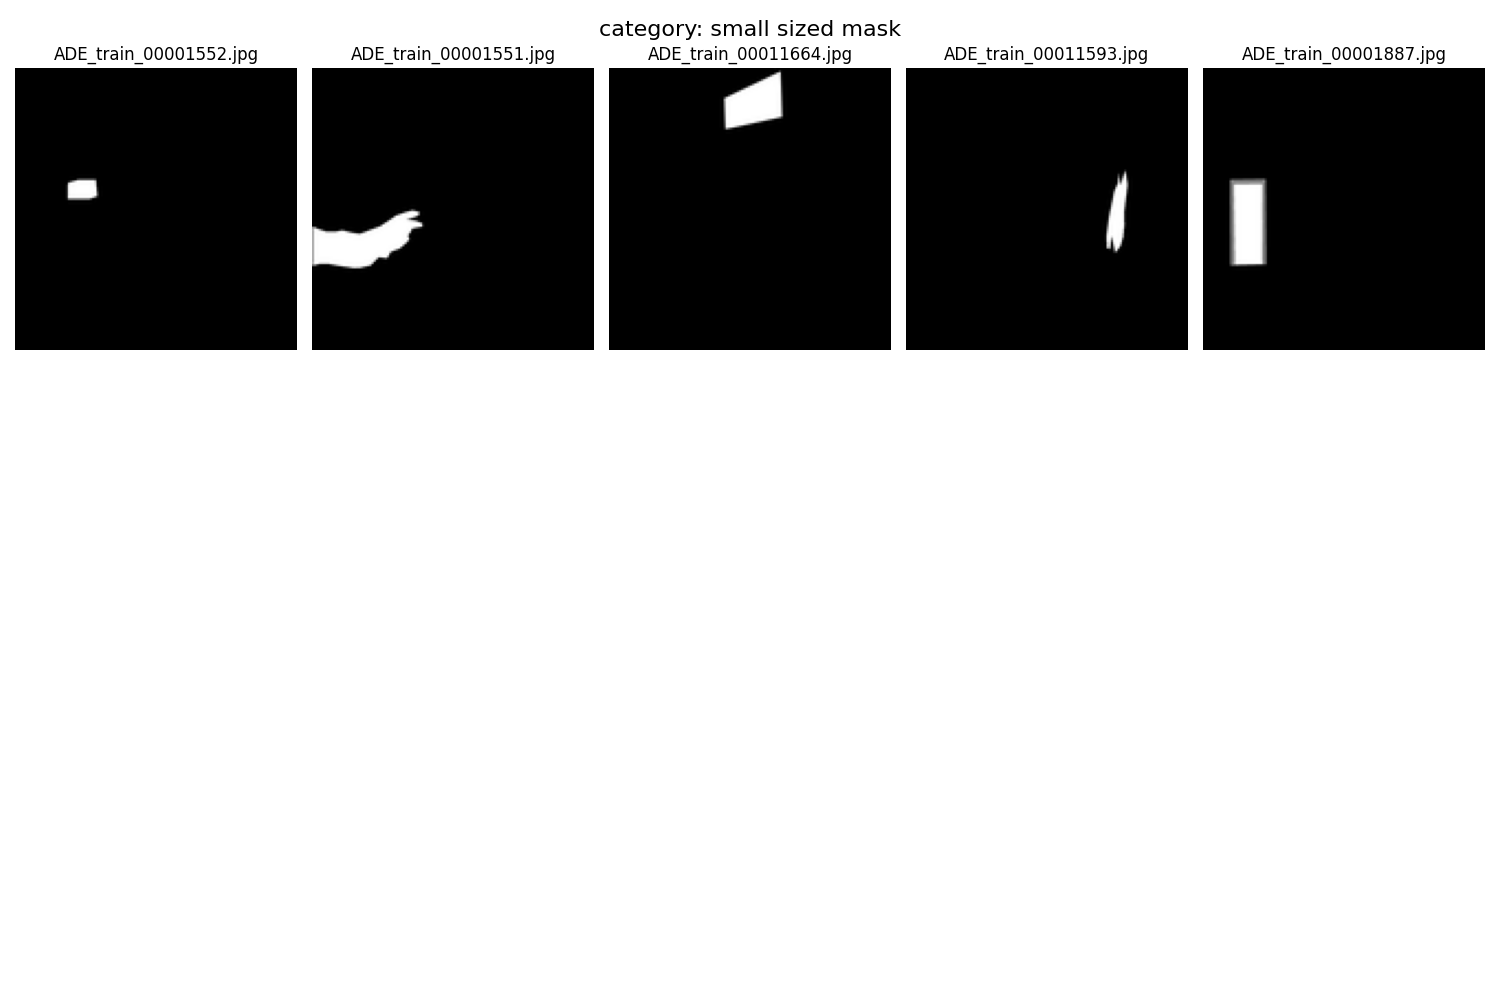 category: small sized mask
ADE_train_00001552.jpg
ADE_train_00001551.jpg
ADE_train_00011664.jpg
ADE_train_00011593.jpg
ADE_train_00001887.jpg